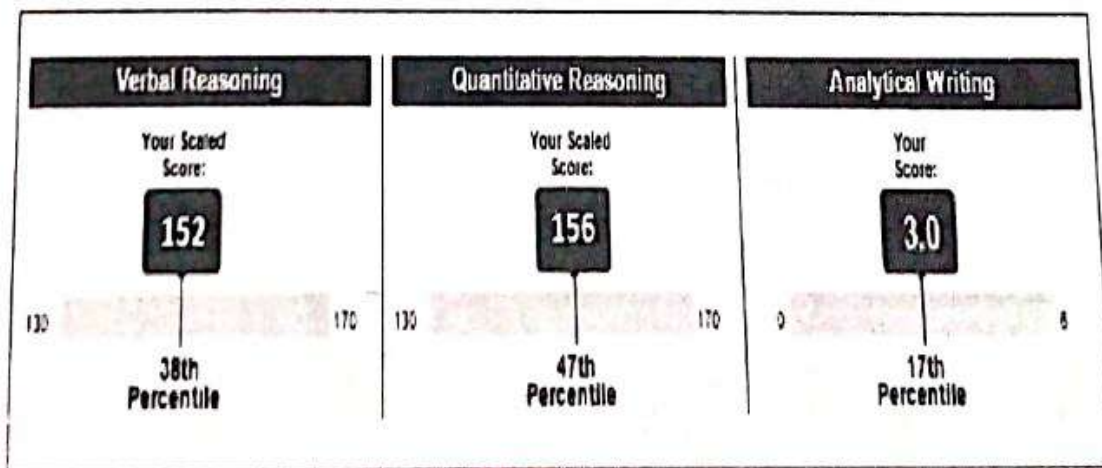 Verbal Reasoning
Your Scaled
Score:
152
130 170
38th
Percentile
Quantitative Reasoning
Your Scaled
Score:
156
130 170
47th
Percentile
Analytical Writing
Your
Score:
3.0
0 6
17th
Percentile